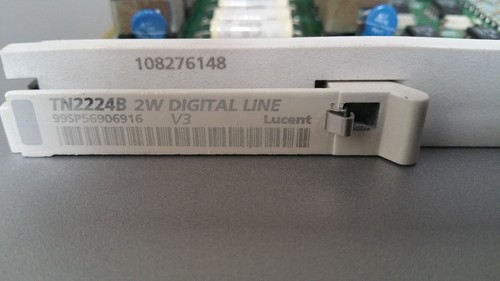 108276148
TN2224B 2W DIGITAL LINE
99SP56906916 V3 Lucent